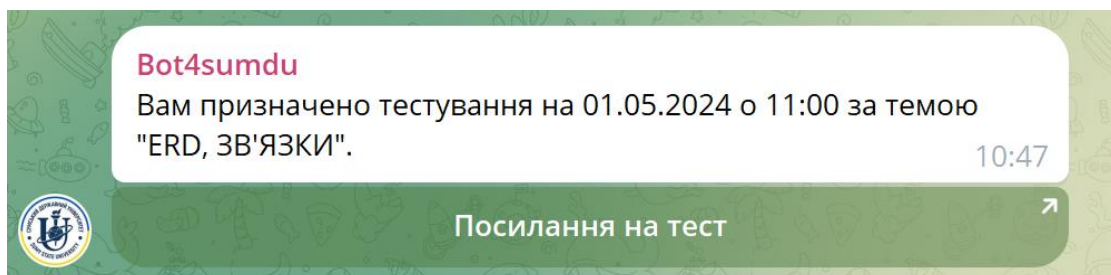 Bot4sumdu
Вам призначено тестування на 01.05.2024 о 11:00 за темою
"ERD, ЗВ'ЯЗКИ".
10:47
Посилання на тест